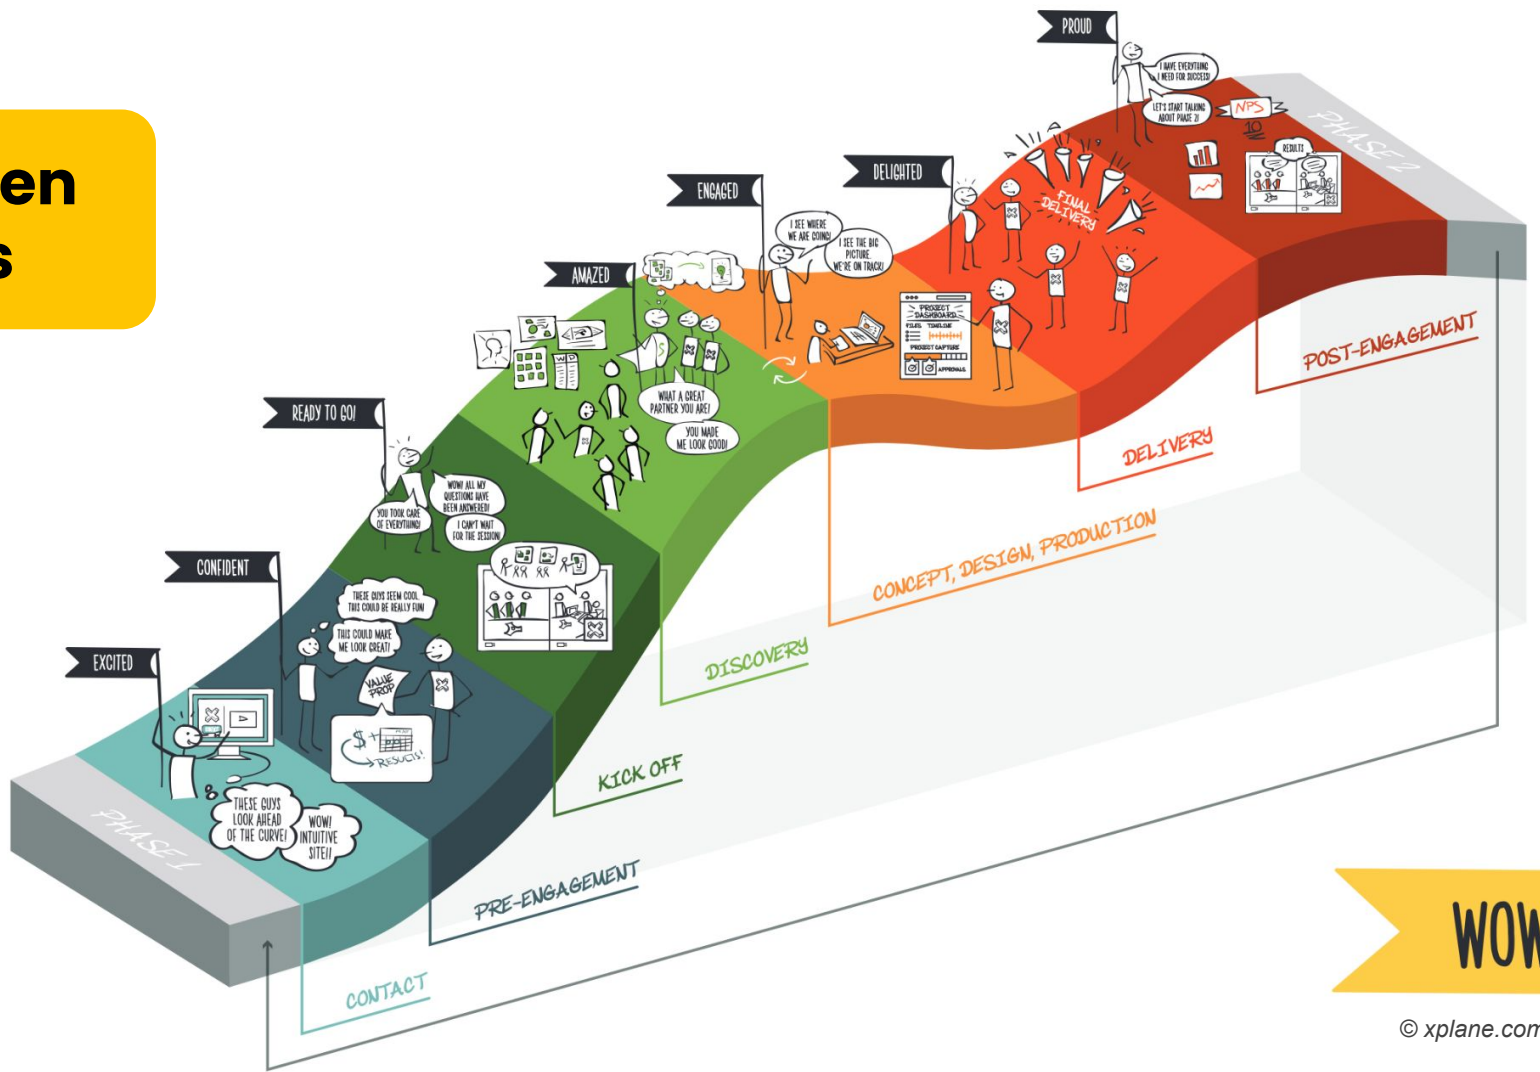 en
s
PROUD
I HAVE EVERYTHING
I NEED FOR SUCCESS!
LET'S START TALKING
ABOUT PHASE 2!
NPS
10
RESULTS
PHASE 2
DELIGHTED
FINAL
DELIVERY
ENGAGED
I SEE WHERE
WE ARE GOING!
I SEE THE BIG
PICTURE.
WE'RE ON TRACK!
PROJECT
DASHBOARD
FILES TIMELINE
PROJECT CAPTURE
APPROVALS
AMAZED
W D
S
WHAT A GREAT
PARTNER YOU ARE!
YOU MADE
ME LOOK GOOD!
READY TO GO!
WOW! ALL MY
QUESTIONS HAVE
BEEN ANSWERED!
YOU TOOK CARE
OF EVERYTHING!
I CAN'T WAIT
FOR THE SESSION!
CONFIDENT
THESE GUYS SEEM COOL.
THIS COULD BE REALLY FUN!
THIS COULD MAKE
ME LOOK GREAT!
VALUE
PROP
$ +
RESULTS!
EXCITED
THESE GUYS
LOOK AHEAD
OF THE CURVE!
WOW!
INTUITIVE
SITE!!
PHASE 1
POST-ENGAGEMENT
DELIVERY
CONCEPT, DESIGN, PRODUCTION
DISCOVERY
KICK OFF
PRE-ENGAGEMENT
CONTACT
WOW
© xplane.com